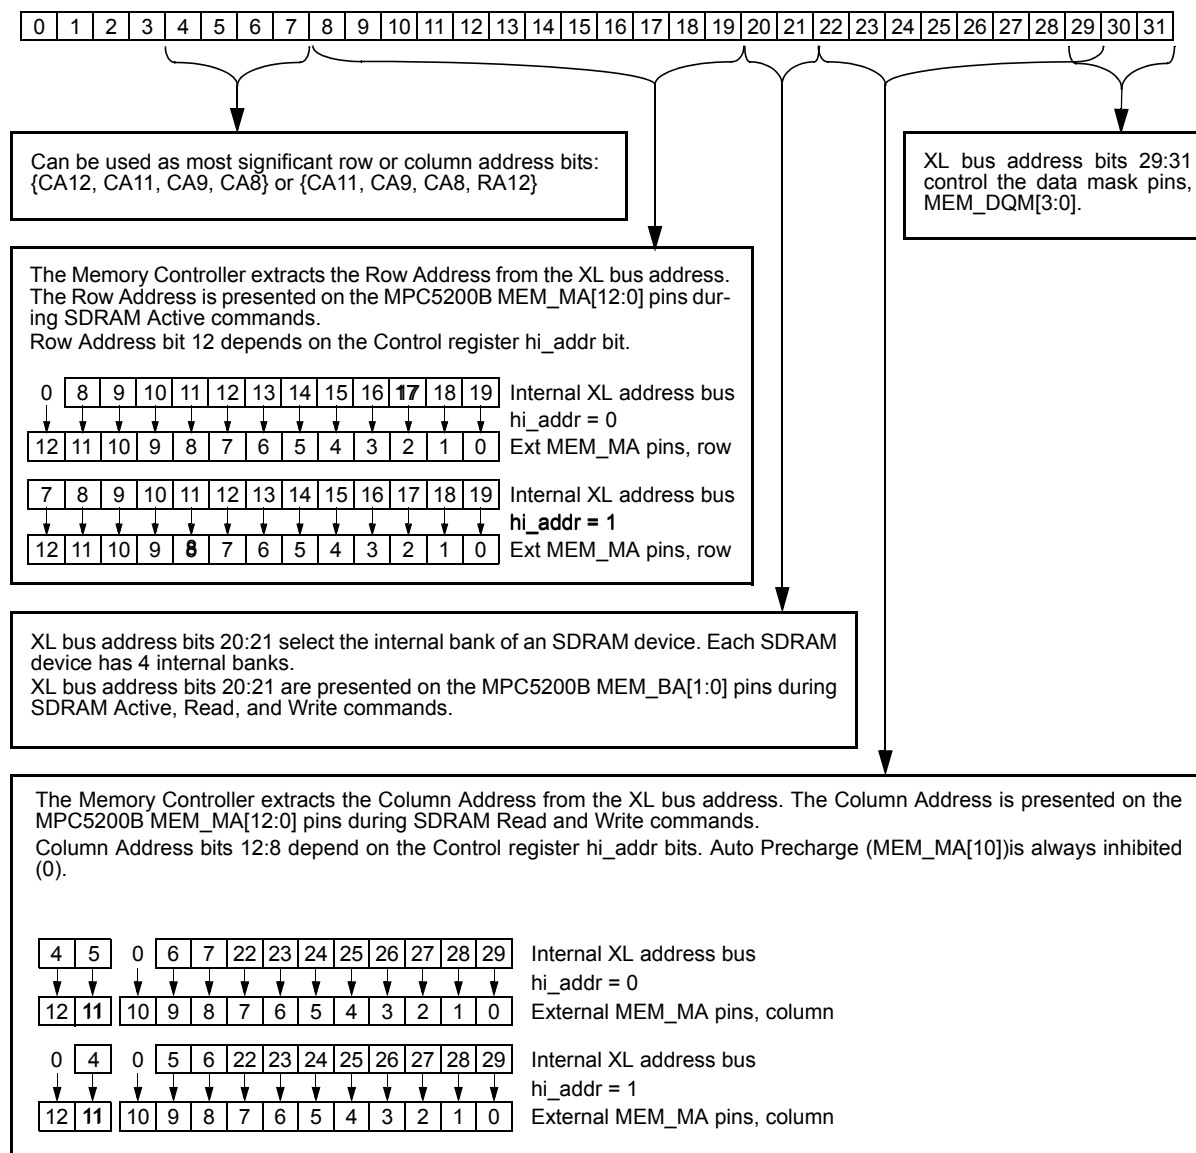 0 1 2 3 4 5 6 7 8 9 10 11 12 13 14 15 16 17 18 19 20 21 22 23 24 25 26 27 28 29 30 31
Can be used as most significant row or column address bits:
{CA12, CA11, CA9, CA8} or {CA11, CA9, CA8, RA12}
XL bus address bits 29:31
control the data mask pins,
MEM_DQM[3:0].
The Memory Controller extracts the Row Address from the XL bus address.
The Row Address is presented on the MPC5200B MEM_MA[12:0] pins dur-
ing SDRAM Active commands.
Row Address bit 12 depends on the Control register hi_addr bit.
0 8 9 10 11 12 13 14 15 16 17 18 19 Internal XL address bus
hi_addr = 0
12 11 10 9 8 7 6 5 4 3 2 1 0 Ext MEM_MA pins, row
7 8 9 10 11 12 13 14 15 16 17 18 19 Internal XL address bus
hi_addr = 1
12 11 10 9 8 7 6 5 4 3 2 1 0 Ext MEM_MA pins, row
XL bus address bits 20:21 select the internal bank of an SDRAM device. Each SDRAM
device has 4 internal banks.
XL bus address bits 20:21 are presented on the MPC5200B MEM_BA[1:0] pins during
SDRAM Active, Read, and Write commands.
The Memory Controller extracts the Column Address from the XL bus address. The Column Address is presented on the
MPC5200B MEM_MA[12:0] pins during SDRAM Read and Write commands.
Column Address bits 12:8 depend on the Control register hi_addr bits. Auto Precharge (MEM_MA[10])is always inhibited
(0).
4 5 0 6 7 22 23 24 25 26 27 28 29 Internal XL address bus
hi_addr = 0
12 11 10 9 8 7 6 5 4 3 2 1 0 External MEM_MA pins, column
0 4 0 5 6 22 23 24 25 26 27 28 29 Internal XL address bus
hi_addr = 1
12 11 10 9 8 7 6 5 4 3 2 1 0 External MEM_MA pins, column